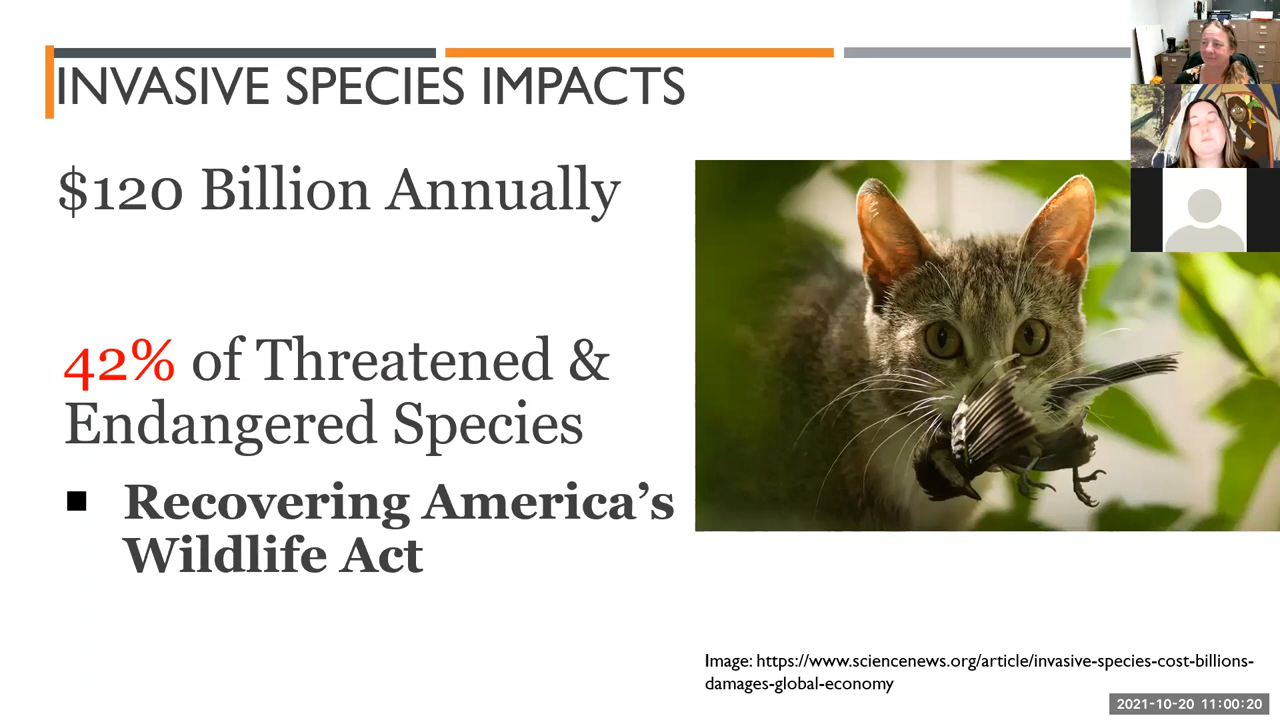 INVASIVE SPECIES IMPACTS
$120 Billion Annually
42% of Threatened &
Endangered Species
■ Recovering America’s
Wildlife Act
Image: https://www.sciencenews.org/article/invasive-species-cost-billions-
damages-global-economy
2021-10-20 11:00:20